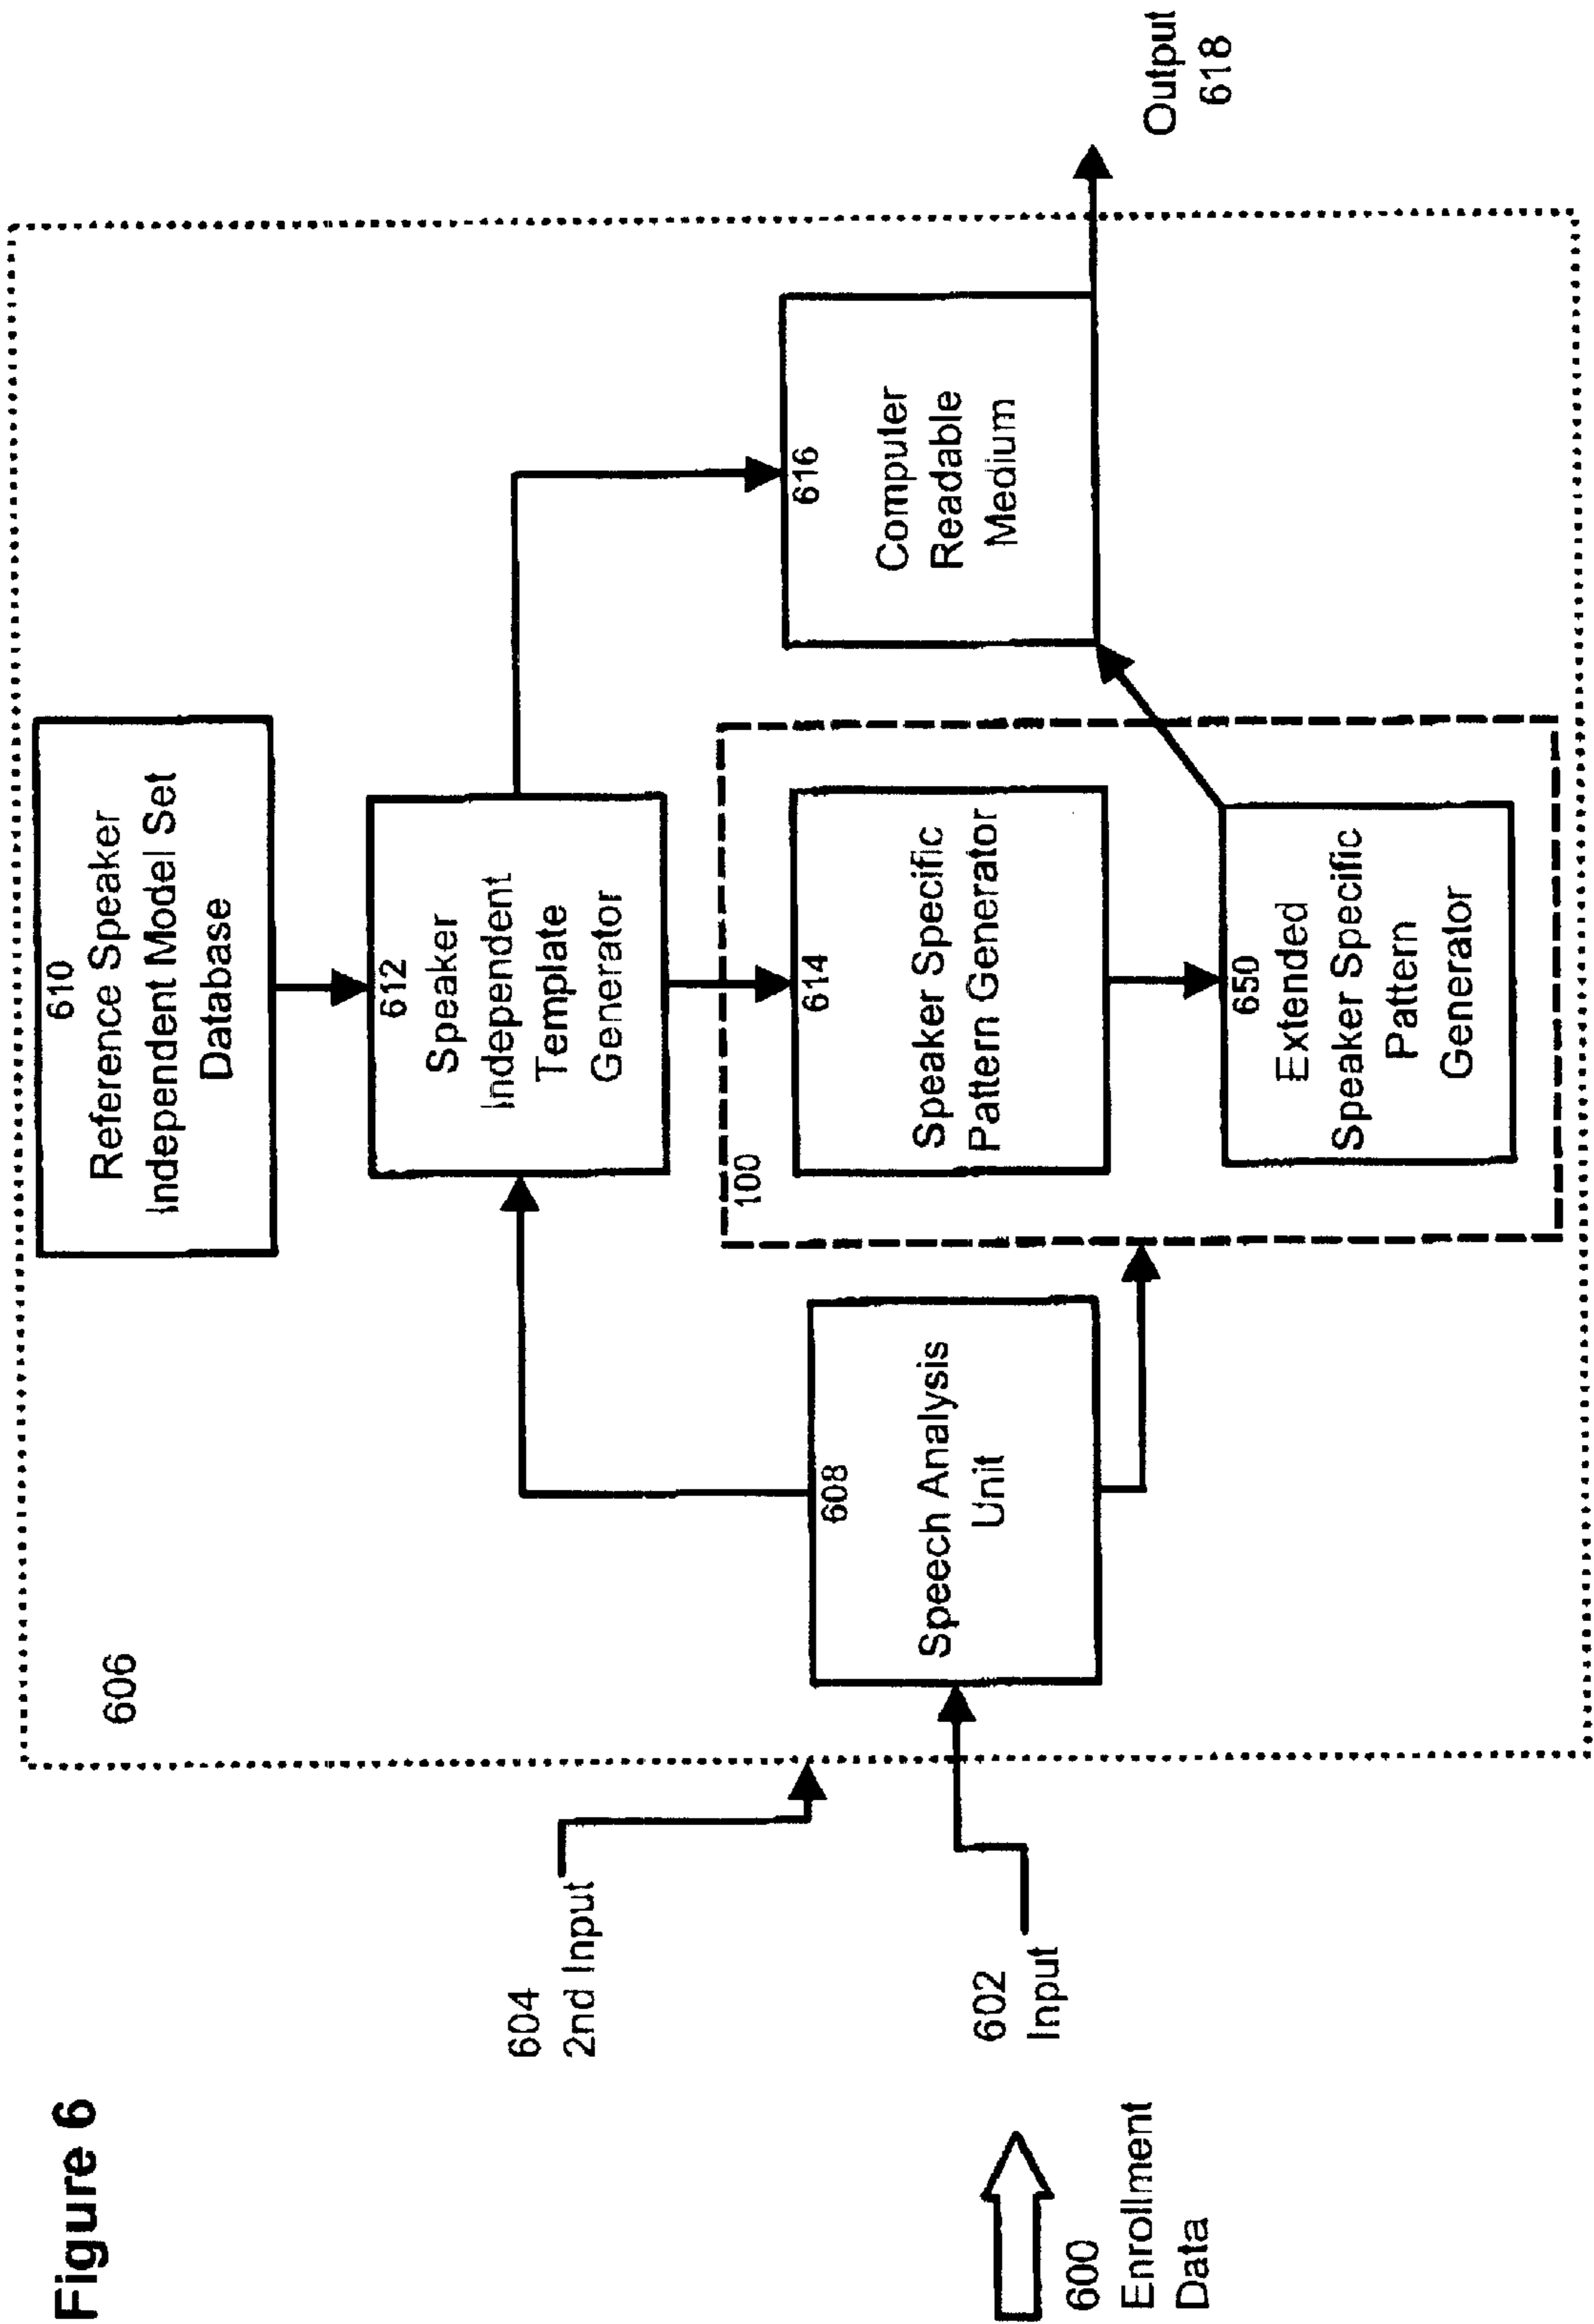 Figure 6
606
610
Reference Speaker
Independent Model Set
Database
612
Speaker
Independent
Template
Generator
604
2nd Input
608
Speech Analysis
Unit
100
614
Speaker Specific
Pattern Generator
616
Computer
Readable
Medium
Output
618
600
Enrollment
Data
602
Input
650
Extended
Speaker Specific
Pattern
Generator